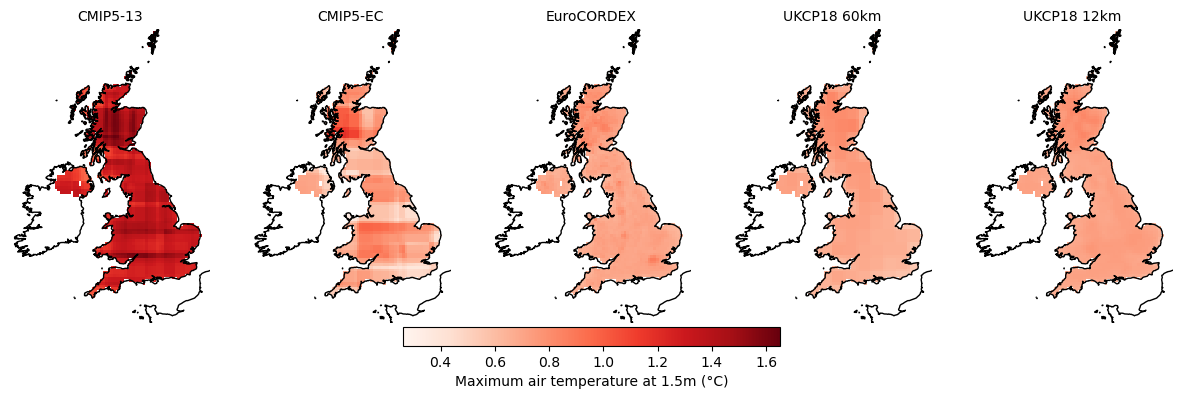 CMIP5-13 CMIP5-EC EuroCORDEX UKCP18 60km UKCP18 12km
0.4 0.6 0.8 1.0 1.2 1.4 1.6
Maximum air temperature at 1.5m (°C)